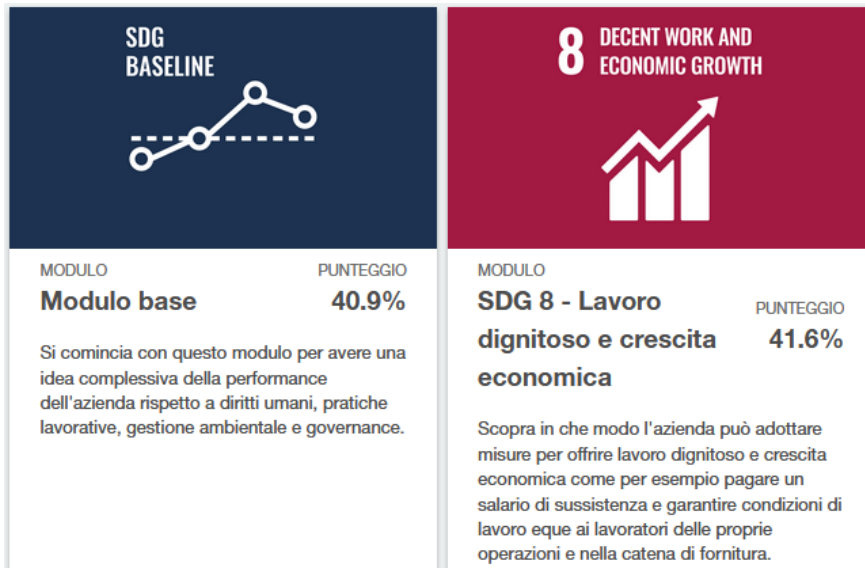 SDG
BASELINE
MODULO PUNTEGGIO
Modulo base 40.9%
Si comincia con questo modulo per avere una
idea complessiva della performance
dell'azienda rispetto a diritti umani, pratiche
lavorative, gestione ambientale e governance.
8 DECENT WORK AND
ECONOMIC GROWTH
MODULO
SDG 8 - Lavoro
dignitoso e crescita
economica
PUNTEGGIO
41.6%
Scopra in che modo l'azienda può adottare
misure per offrire lavoro dignitoso e crescita
economica come per esempio pagare un
salario di sussistenza e garantire condizioni di
lavoro eque ai lavoratori delle proprie
operazioni e nella catena di fornitura.